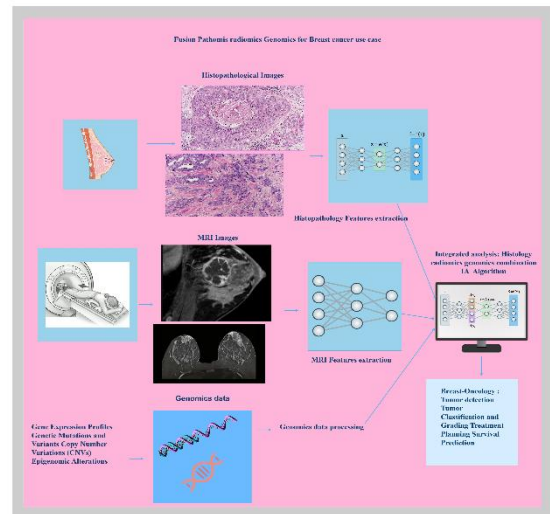 Fusion Pathomis radiomics Genomics for Breast cancer use case
Histopathological Images
Histopathology Features extraction
MRI Images
MRI Features extraction
Integrated analysis: Histology
radiomics genomics combination
IA Algorithm
Genomics data
Gene Expression Profiles
Genetic Mutations and
Variants Copy Number
Variations (CNVs)
Epigenomic Alterations
Genomics data processing
Breast-Oncology :
Tumor detection
Tumor
Classification and
Grading Treatment
Planning Survival
Prediction